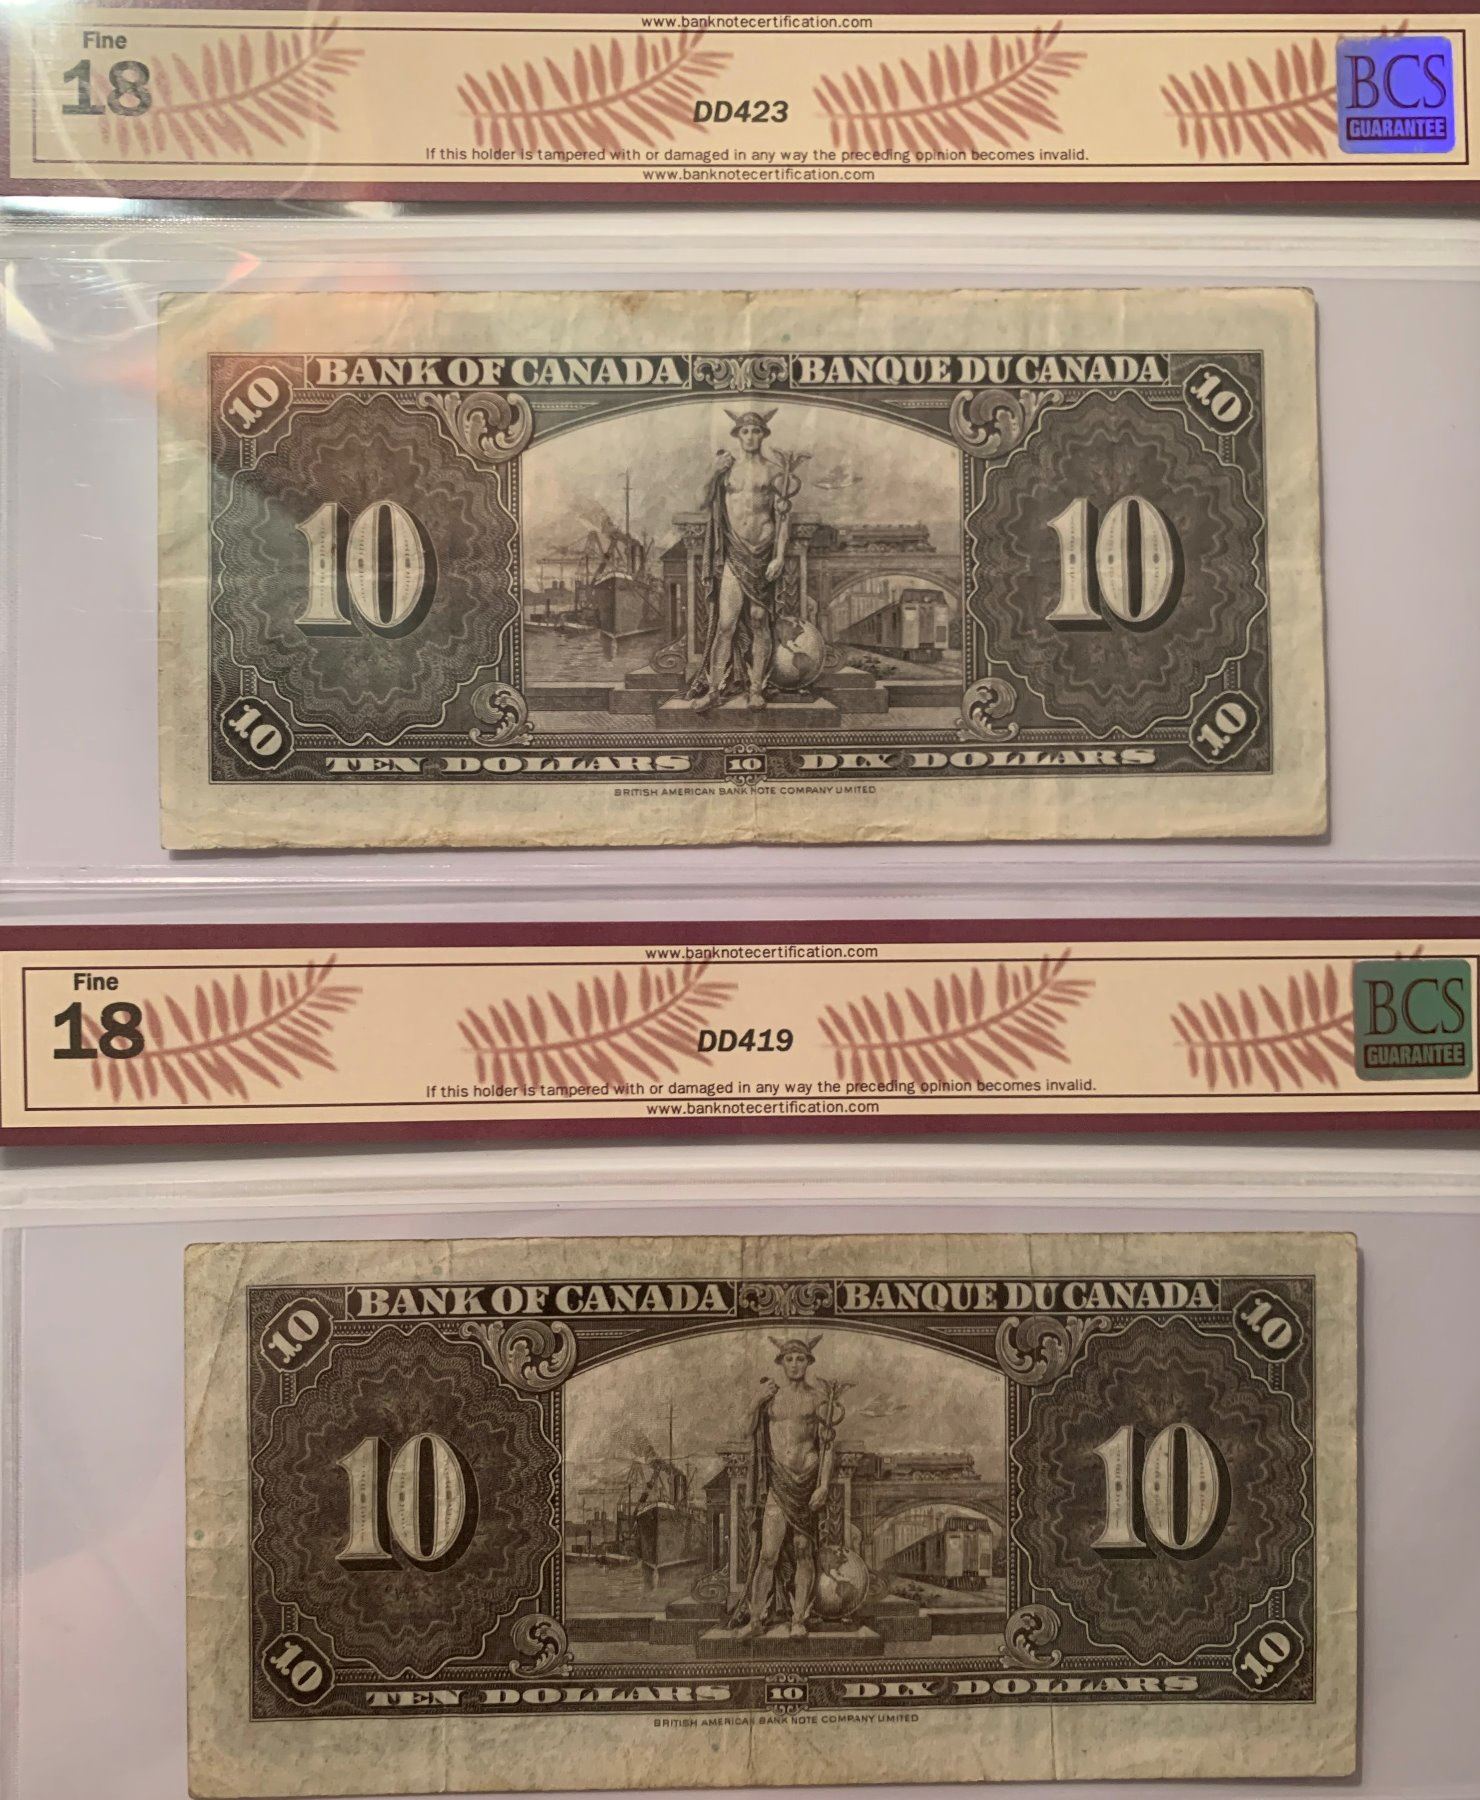 www.banknotecertification.com
Fine
18
DD423
BCS
GUARANTEE
If this holder is tampered with or damaged in any way the preceding opinion becomes invalid.
www.banknotecertification.com
10 BANK OF CANADA BANQUE DU CANADA 10
10 10
10 TEN DOLLARS 10 DIX DOLLARS 10
BRITISH AMERICAN BANK NOTE COMPANY LIMITED
www.banknotecertification.com
Fine
18
DD419
BCS
GUARANTEE
If this holder is tampered with or damaged in any way the preceding opinion becomes invalid.
www.banknotecertification.com
10 BANK OF CANADA BANQUE DU CANADA 10
10 10
10 TEN DOLLARS 10 DIX DOLLARS 10
BRITISH AMERICAN BANK NOTE COMPANY LIMITED